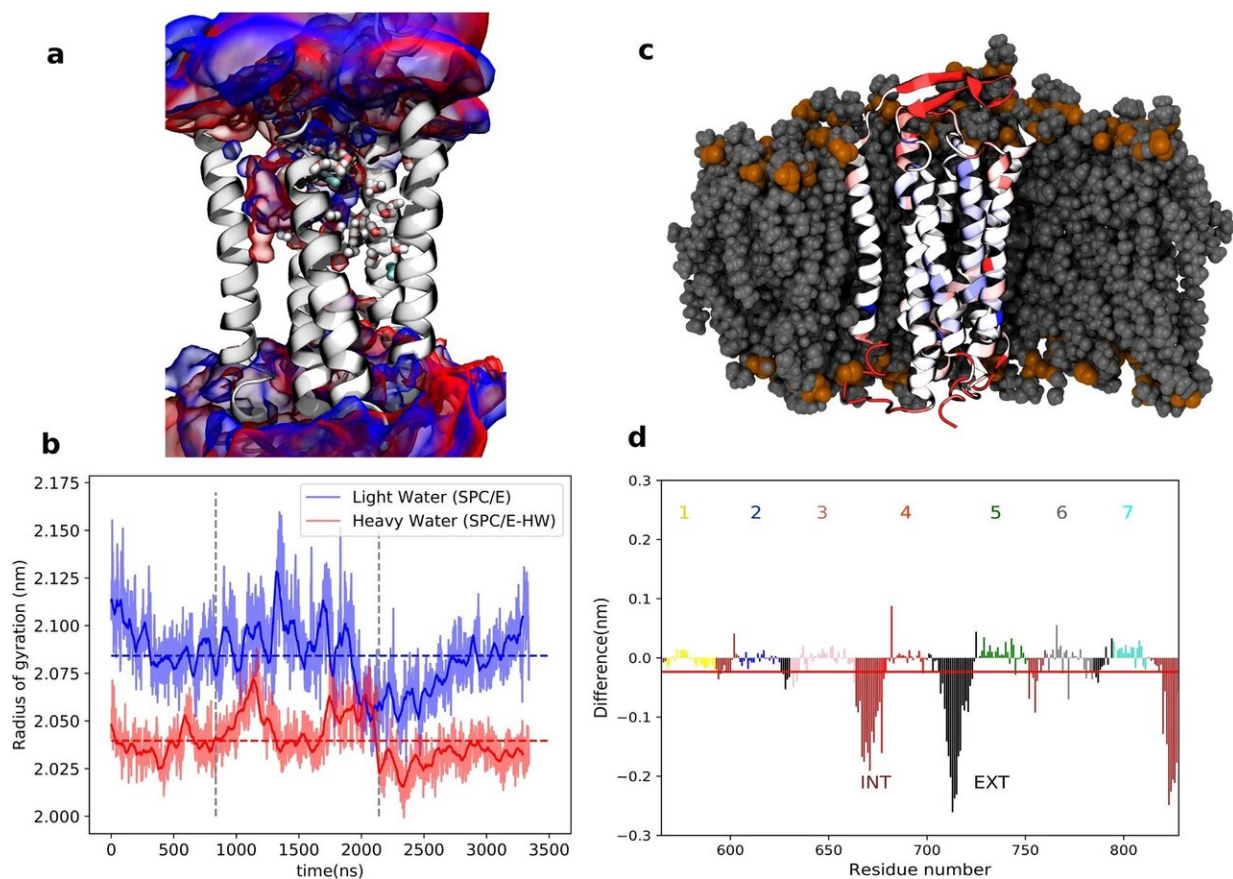 a
c
b
2.175
2.150
2.125
2.100
2.075
2.050
2.025
2.000
Radius of gyration (nm)
Light Water (SPC/E)
Heavy Water (SPC/E-HW)
0 500 1000 1500 2000 2500 3000 3500
time(ns)
d
0.3
0.2
0.1
0.0
−0.1
−0.2
−0.3
Difference(nm)
1 2 3 4 5 6 7
INT EXT
600 650 700 750 800
Residue number